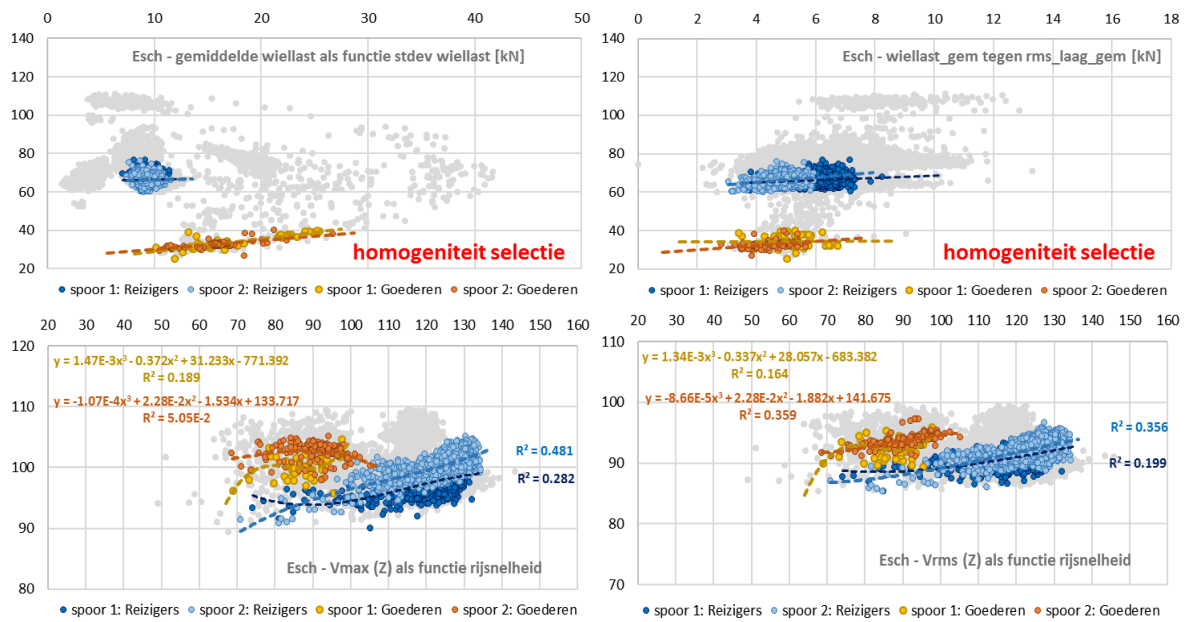 0 10 20 30 40 50
140
120
100
80
60
40
20
Esch - gemiddelde wiellast als functie stdev wiellast [kN]
homogeniteit selectie
spoor 1: Reizigers spoor 2: Reizigers spoor 1: Goederen spoor 2: Goederen
0 2 4 6 8 10 12 14 16 18
140
120
100
80
60
40
20
Esch - wiellast_gem tegen rms_laag_gem [kN]
homogeniteit selectie
spoor 1: Reizigers spoor 2: Reizigers spoor 1: Goederen spoor 2: Goederen
20 30 40 50 60 70 80 90 100 110 120 130 140 150 160
120
110
100
90
80
y = 1.47E-3x³ - 0.372x² + 31.233x - 771.392
R² = 0.189
y = -1.07E-4x³ + 2.28E-2x² - 1.534x + 133.717
R² = 5.05E-2
R² = 0.481
R² = 0.282
Esch - Vmax (Z) als functie rijsnelheid
spoor 1: Reizigers spoor 2: Reizigers spoor 1: Goederen spoor 2: Goederen
20 30 40 50 60 70 80 90 100 110 120 130 140 150 160
110
100
90
80
70
y = 1.34E-3x³ - 0.337x² + 28.057x - 683.382
R² = 0.164
y = -8.66E-5x³ + 2.28E-2x² - 1.882x + 141.675
R² = 0.359
R² = 0.356
R² = 0.199
Esch - Vrms (Z) als functie rijsnelheid
spoor 1: Reizigers spoor 2: Reizigers spoor 1: Goederen spoor 2: Goederen